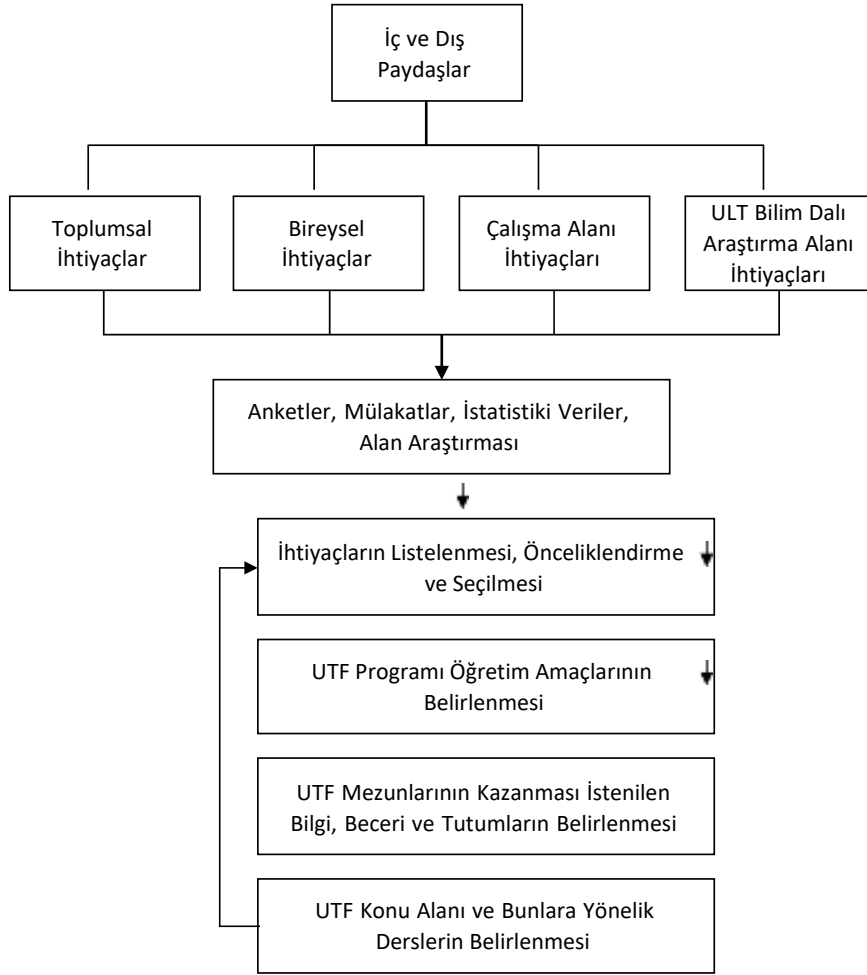 İç ve Dış
Paydaşlar
Toplumsal
İhtiyaçlar
Bireysel
İhtiyaçlar
Çalışma Alanı
İhtiyaçları
ULT Bilim Dalı
Araştırma Alanı
İhtiyaçları
Anketler, Mülakatlar, İstatistiki Veriler,
Alan Araştırması
İhtiyaçların Listelenmesi, Önceliklendirme
ve Seçilmesi
UTF Programı Öğretim Amaçlarının
Belirlenmesi
UTF Mezunlarının Kazanması İstenilen
Bilgi, Beceri ve Tutumların Belirlenmesi
UTF Konu Alanı ve Bunlara Yönelik
Derslerin Belirlenmesi